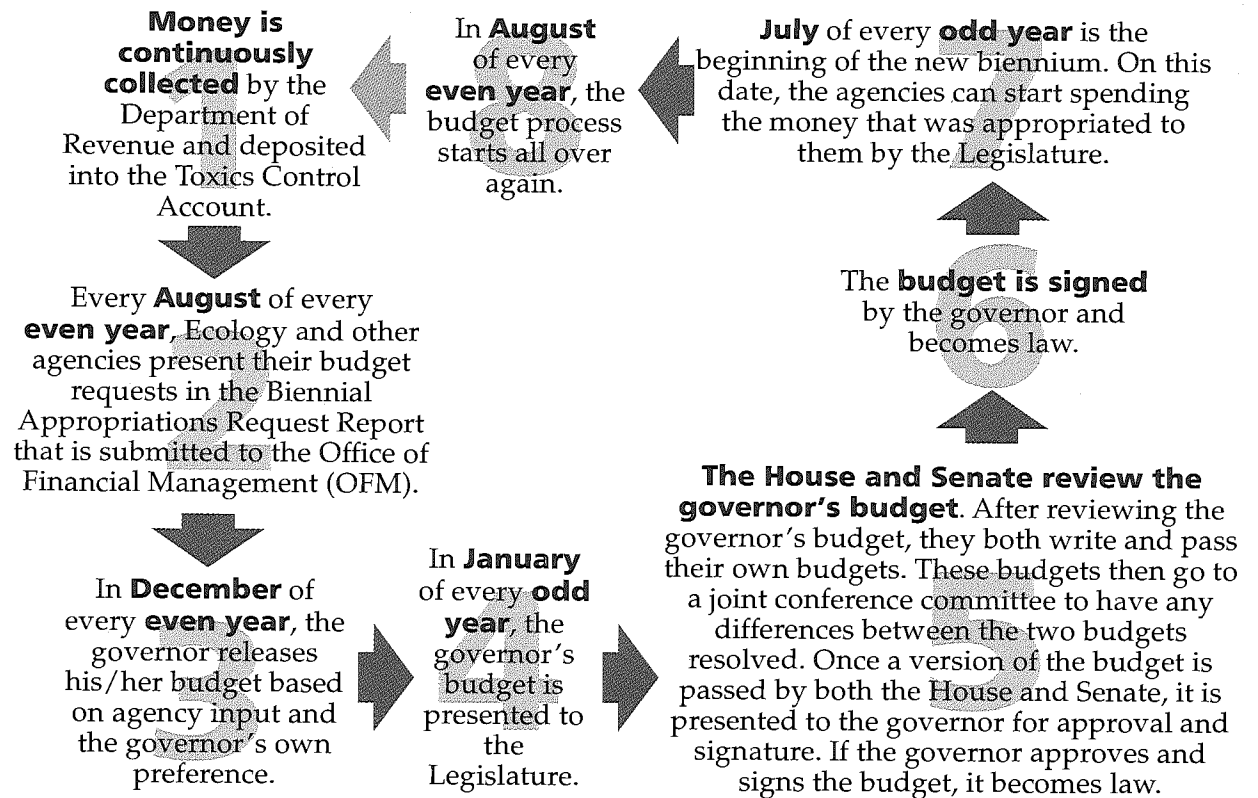 1
Money is
continuously
collected by the
Department of
Revenue and deposited
into the Toxics Control
Account.
2
Every August of every
even year, Ecology and other
agencies present their budget
requests in the Biennial
Appropriations Request Report
that is submitted to the Office of
Financial Management (OFM).
3
In December of
every even year, the
governor releases
his/her budget based
on agency input and
the governor's own
preference.
4
In January
of every odd
year, the
governor's
budget is
presented to
the
Legislature.
5
The House and Senate review the
governor's budget. After reviewing the
governor's budget, they both write and pass
their own budgets. These budgets then go to
a joint conference committee to have any
differences between the two budgets
resolved. Once a version of the budget is
passed by both the House and Senate, it is
presented to the governor for approval and
signature. If the governor approves and
signs the budget, it becomes law.
6
The budget is signed
by the governor and
becomes law.
7
July of every odd year is the
beginning of the new biennium. On this
date, the agencies can start spending
the money that was appropriated to
them by the Legislature.
8
In August
of every
even year, the
budget process
starts all over
again.